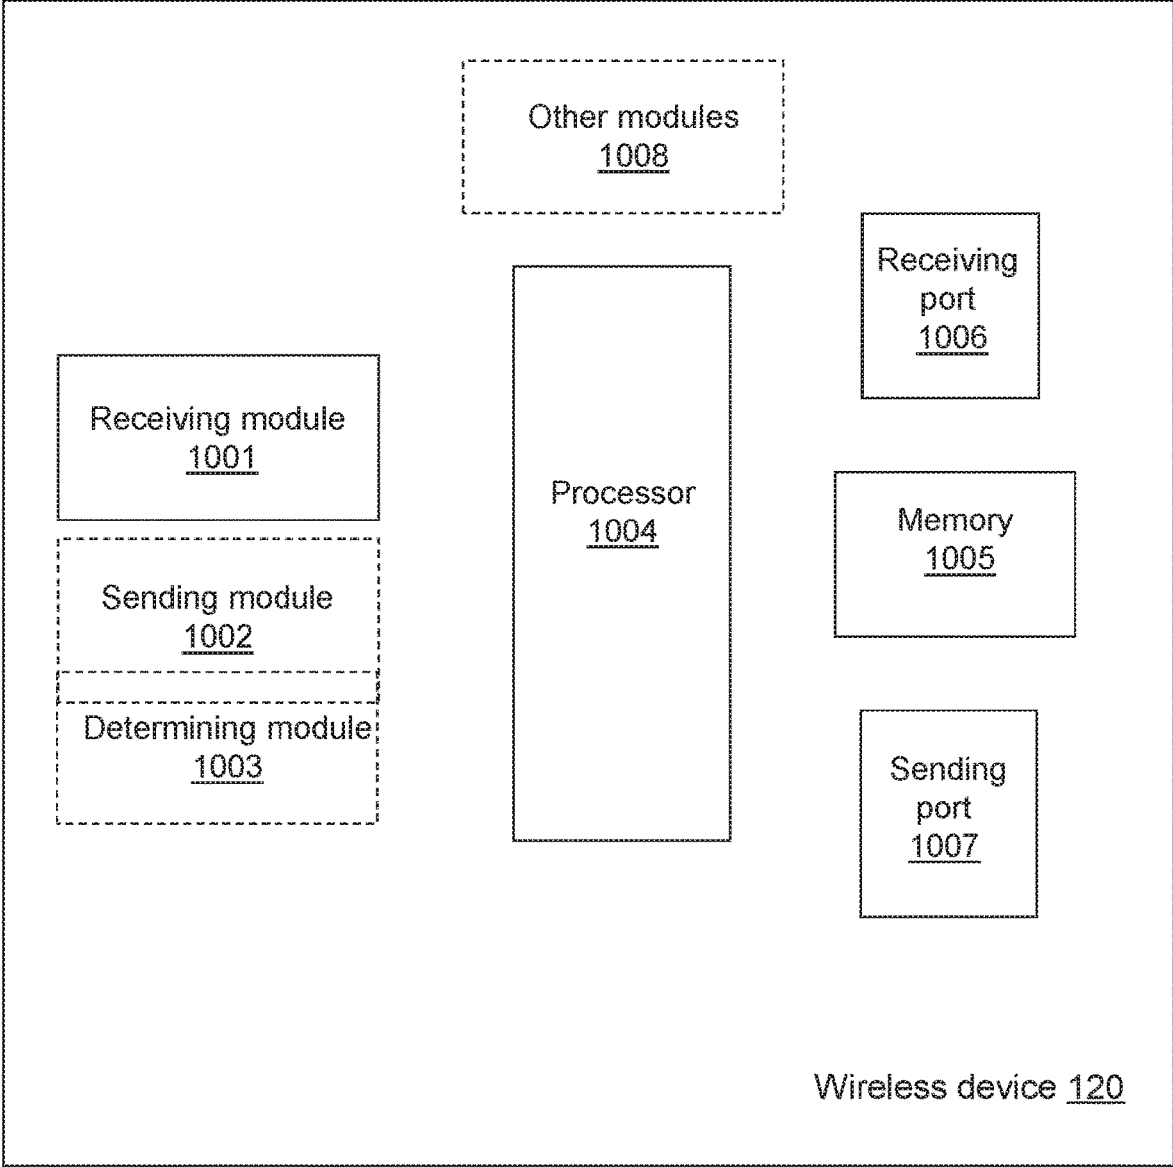 Other modules
1008
Receiving
port
1006
Receiving module
1001
Processor
1004
Memory
1005
Sending module
1002
Determining module
1003
Sending
port
1007
Wireless device 120